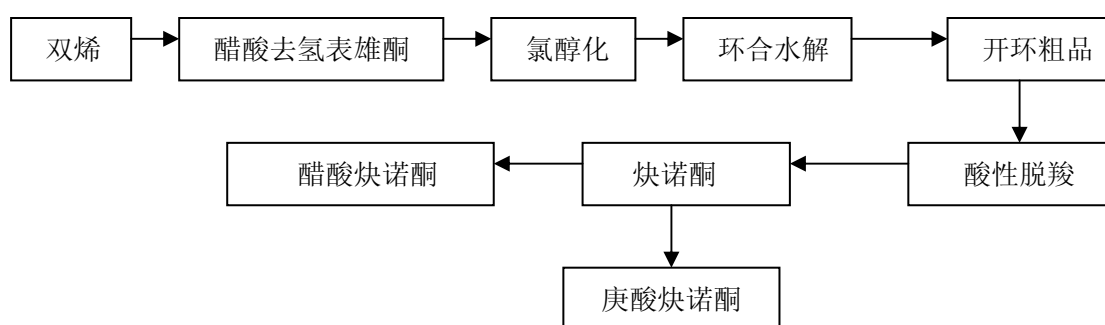 双烯
醋酸去氢表雄酮
氯醇化
环合水解
开环粗品
醋酸炔诺酮
炔诺酮
酸性脱羧
庚酸炔诺酮